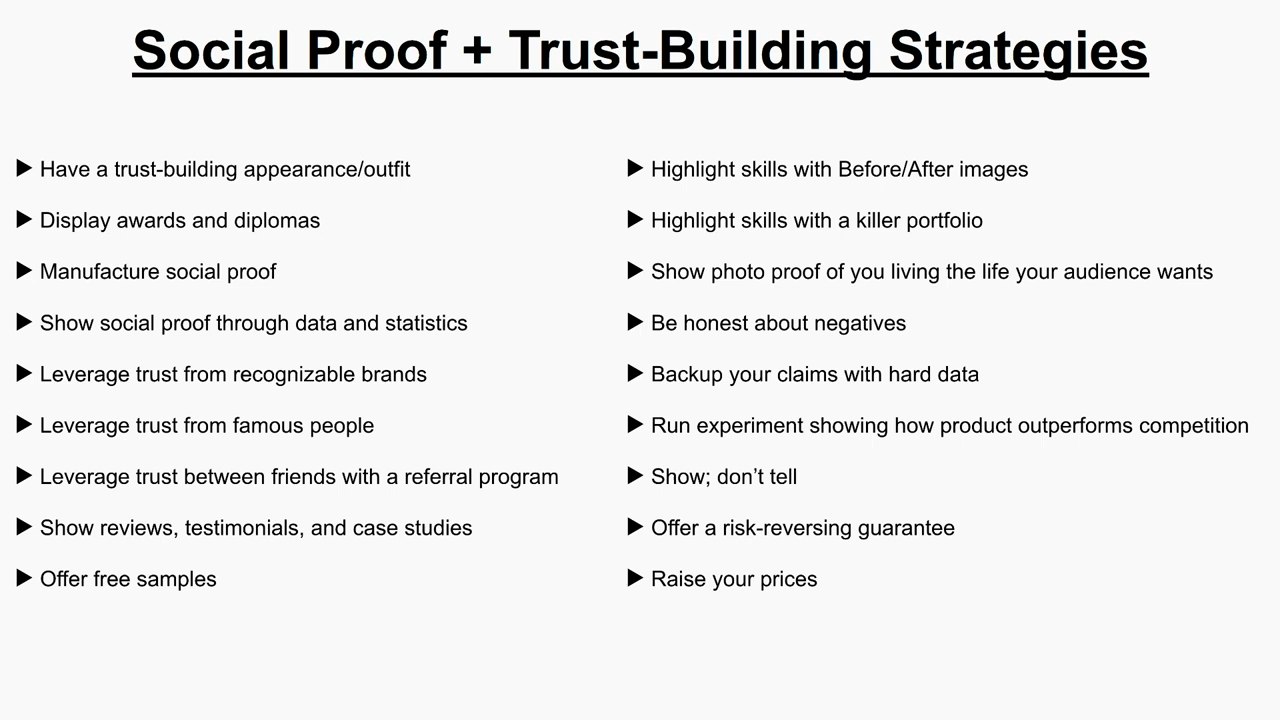 Social Proof + Trust-Building Strategies
▶ Have a trust-building appearance/outfit
▶ Display awards and diplomas
▶ Manufacture social proof
▶ Show social proof through data and statistics
▶ Leverage trust from recognizable brands
▶ Leverage trust from famous people
▶ Leverage trust between friends with a referral program
▶ Show reviews, testimonials, and case studies
▶ Offer free samples
▶ Highlight skills with Before/After images
▶ Highlight skills with a killer portfolio
▶ Show photo proof of you living the life your audience wants
▶ Be honest about negatives
▶ Backup your claims with hard data
▶ Run experiment showing how product outperforms competition
▶ Show; don’t tell
▶ Offer a risk-reversing guarantee
▶ Raise your prices